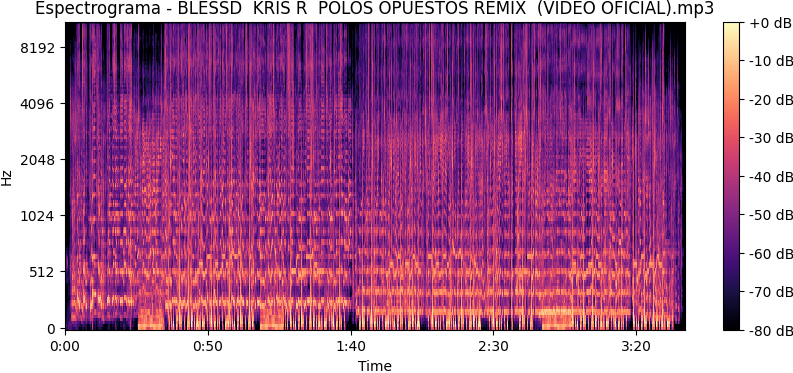 Espectrograma - BLESSD  KRIS R  POLOS OPUESTOS REMIX  (VIDEO OFICIAL).mp3
+0 dB
8192
-10 dB
4096
-20 dB
-30 dB
2048
Hz
-40 dB
1024
-50 dB
-60 dB
512
-70 dB
0
-80 dB
0:00
0:50
1:40
2:30
3:20
Time